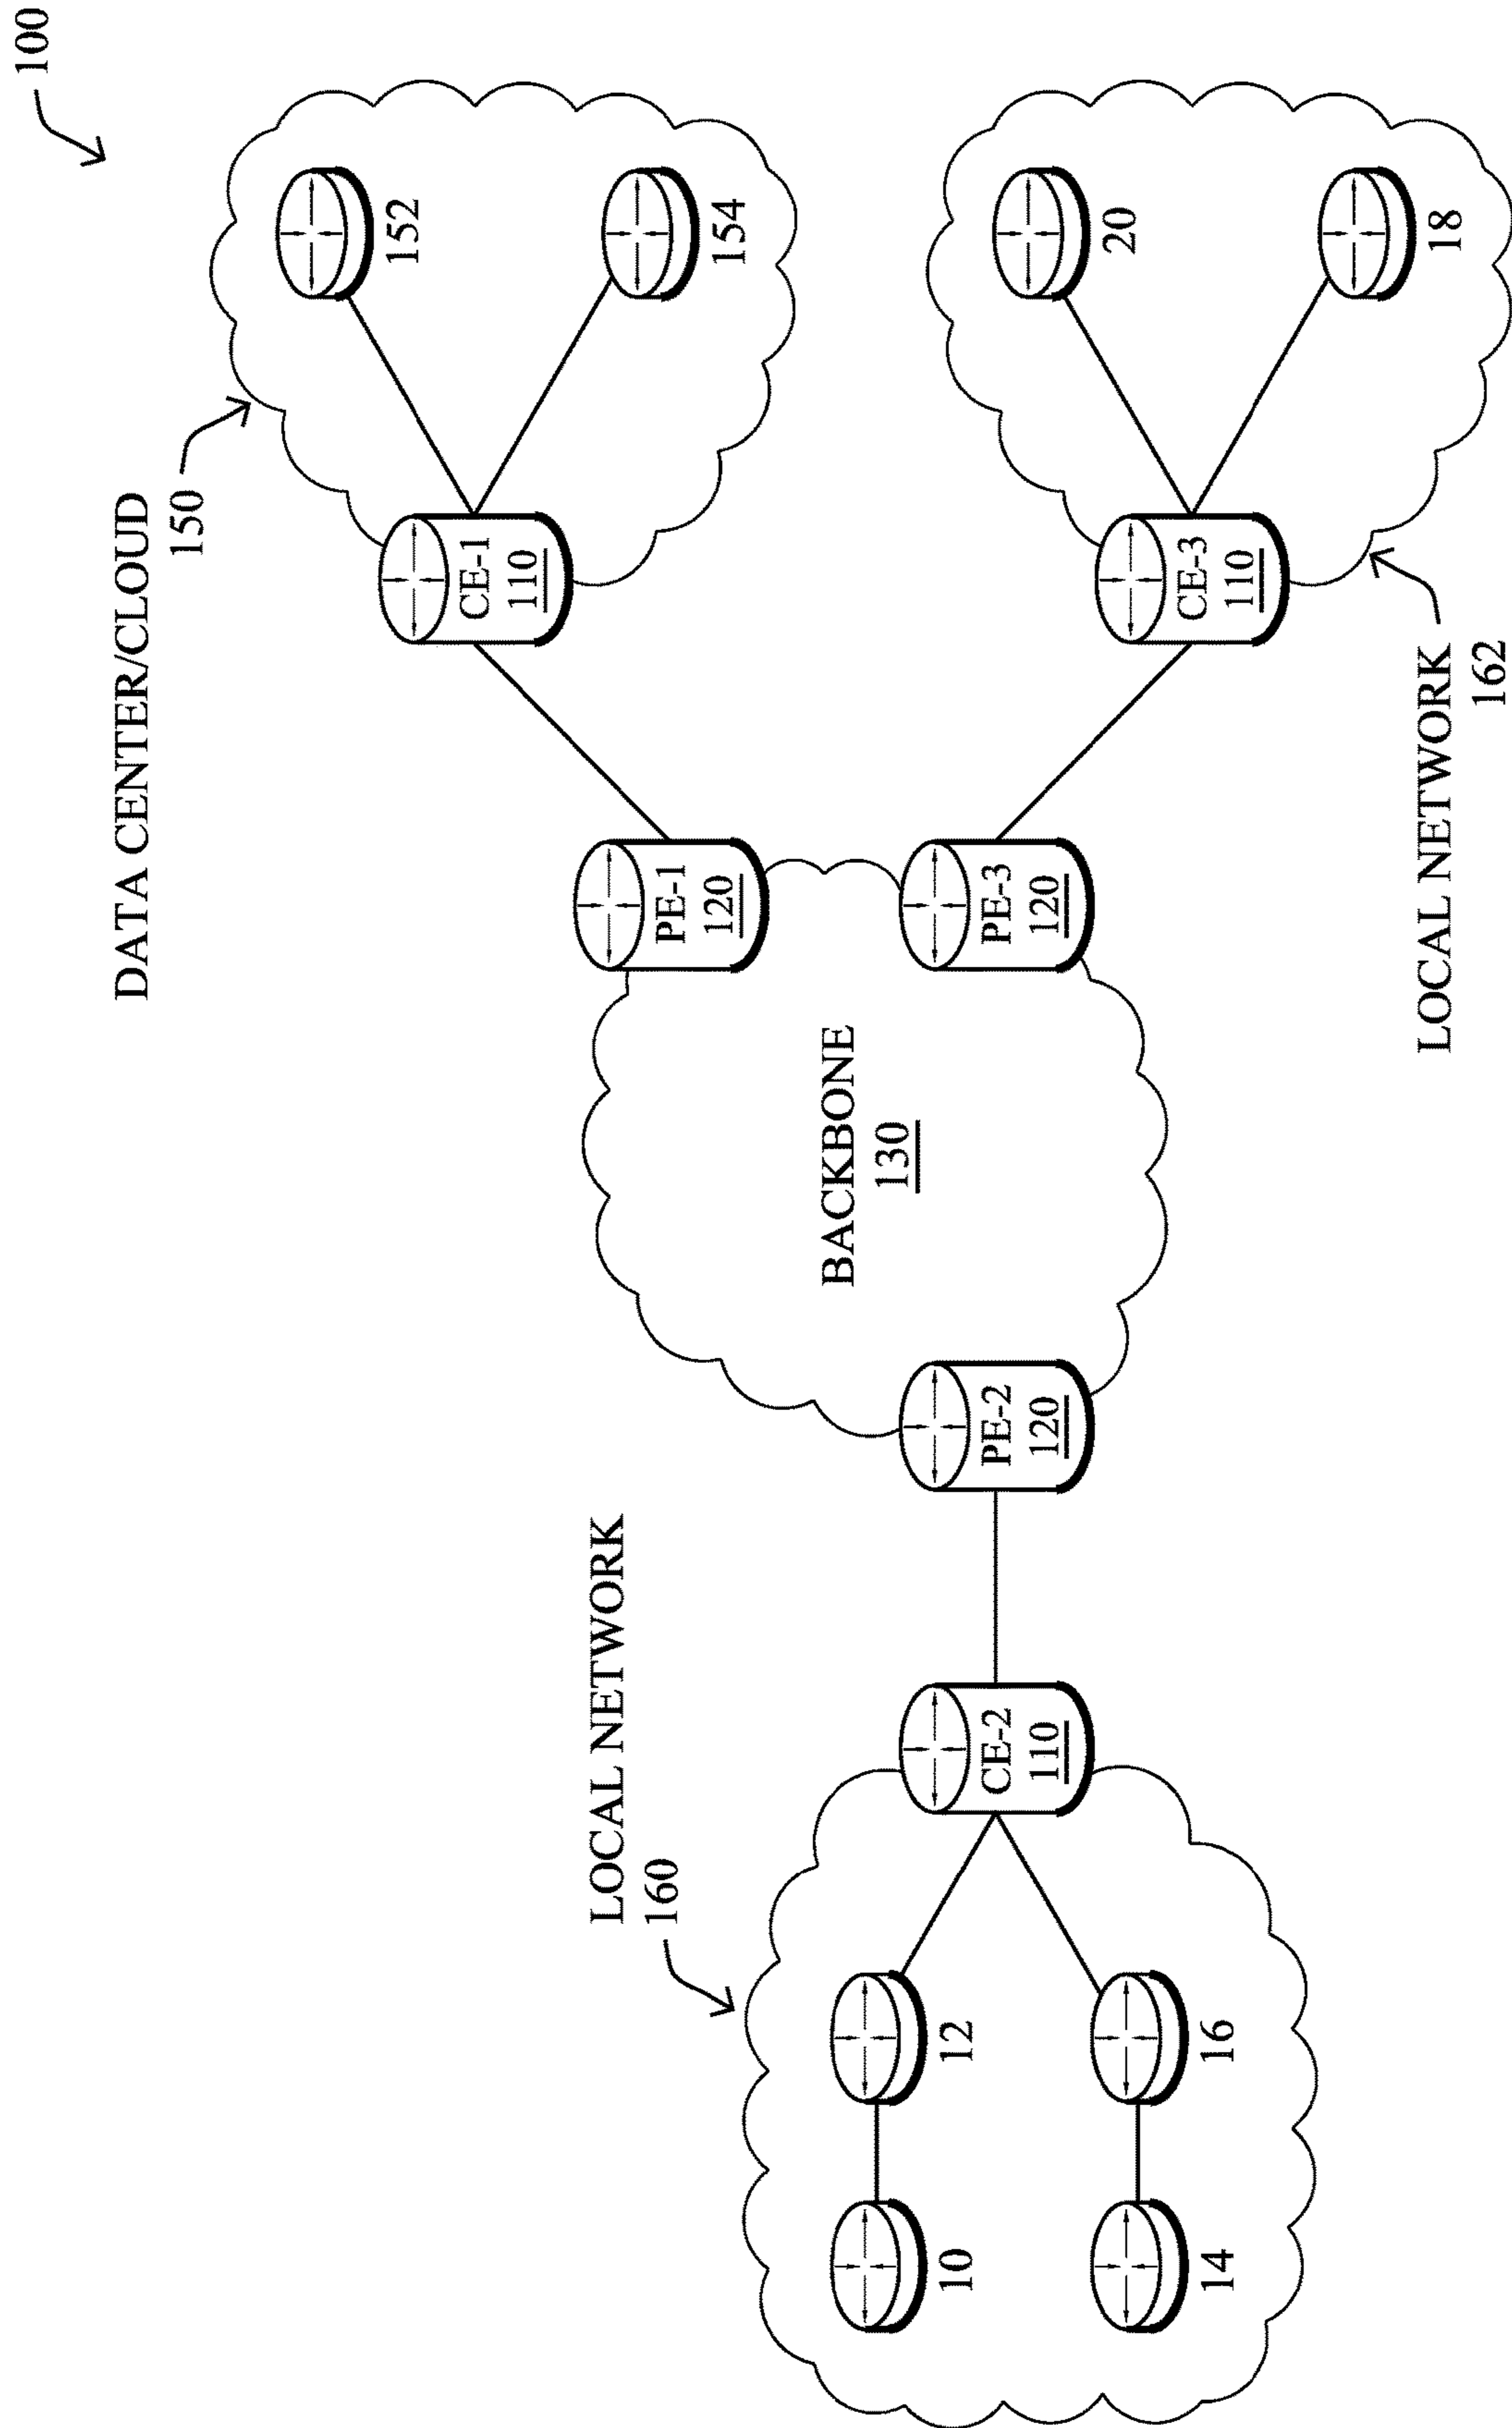 100
DATA CENTER/CLOUD
150
152
154
CE-1
110
PE-1
120
BACKBONE
130
PE-3
120
PE-2
120
CE-3
110
20
18
LOCAL NETWORK
162
LOCAL NETWORK
160
CE-2
110
12
10
16
14